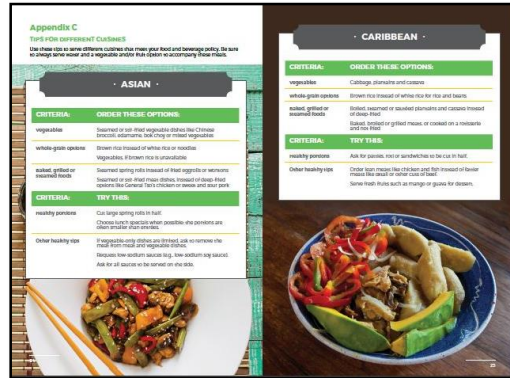 Appendix C
TIPS FOR DIFFERENT CUISINES
Use these tips to serve different cuisines that meet your food and beverage policy. Be sure
to always serve water and a vegetable and/or fruit option to accompany these meals.
· ASIAN ·
CRITERIA: ORDER THESE OPTIONS:
vegetables Steamed or stir-fried vegetable dishes like Chinese
broccoli, edamame, bok choy or mixed vegetables
whole-grain options Brown rice instead of white rice or noodles
Vegetables, if brown rice is unavailable
baked, grilled or Steamed spring rolls instead of fried eggrolls or wontons
steamed foods Steamed or stir-fried meat dishes, instead of deep-fried
options like General Tso's chicken or sweet and sour pork
CRITERIA: TRY THIS:
healthy portions Cut large spring rolls in half.
Choose lunch specials when possible; the portions are
often smaller than entrées.
Other healthy tips If vegetable-only dishes are limited, ask to remove the
meat from meat and vegetable dishes.
Request low-sodium sauces (e.g., low-sodium soy sauce).
Ask for all sauces to be served on the side.
· CARIBBEAN ·
CRITERIA: ORDER THESE OPTIONS:
vegetables Cabbage, plantains and cassava
whole-grain options Brown rice instead of white rice for rice and beans
baked, grilled or Boiled, steamed or sautéed plantains and cassava instead
steamed foods of deep-fried
Baked, broiled or grilled meats, or cooked on a rotisserie
and not fried
CRITERIA: TRY THIS:
healthy portions Ask for patties, roti or sandwiches to be cut in half.
Other healthy tips Order lean meats like chicken and fish instead of fattier
meats like oxtail or other cuts of beef.
Serve fresh fruits such as mango or guava for dessert.